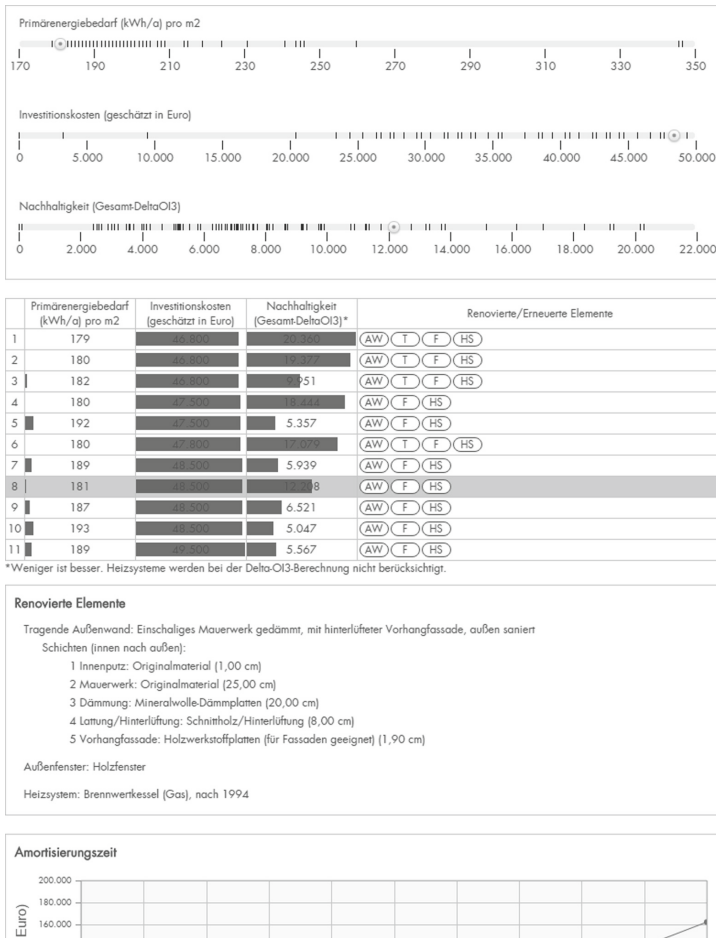 Primärenergiebedarf (kWh/a) pro m2
170 190 210 230 250 270 290 310 330 350
Investitionskosten (geschätzt in Euro)
0 5.000 10.000 15.000 20.000 25.000 30.000 35.000 40.000 45.000 50.000
Nachhaltigkeit (Gesamt-DeltaOI3)
0 2.000 4.000 6.000 8.000 10.000 12.000 14.000 16.000 18.000 20.000 22.000
Primärenergiebedarf Investitionskosten Nachhaltigkeit Renovierte/Erneuerte Elemente
(kWh/a) pro m2 (geschätzt in Euro) (Gesamt-DeltaOI3)*
1 179 46.800 20.360 AW T F HS
2 180 46.800 19.377 AW T F HS
3 182 46.800 9.951 AW T F HS
4 180 47.500 18.444 AW F HS
5 192 47.500 5.357 AW F HS
6 180 47.800 17.079 AW T F HS
7 189 48.500 5.939 AW F HS
8 181 48.500 12.208 AW F HS
9 187 48.500 6.521 AW F HS
10 193 48.500 5.047 AW F HS
11 189 49.500 5.567 AW F HS
*Weniger ist besser. Heizsysteme werden bei der Delta-OI3-Berechnung nicht berücksichtigt.
Renovierte Elemente
Tragende Außenwand: Einschaliges Mauerwerk gedämmt, mit hinterlüfteter Vorhangfassade, außen saniert
Schichten (innen nach außen):
1 Innenputz: Originalmaterial (1,00 cm)
2 Mauerwerk: Originalmaterial (25,00 cm)
3 Dämmung: Mineralwolle-Dämmplatten (20,00 cm)
4 Lattung/Hinterlüftung: Schnittholz/Hinterlüftung (8,00 cm)
5 Vorhangfassade: Holzwerkstoffplatten (für Fassaden geeignet) (1,90 cm)
Außenfenster: Holzfenster
Heizsystem: Brennwertkessel (Gas), nach 1994
Amortisierungszeit
200.000
180.000
160.000
Euro)